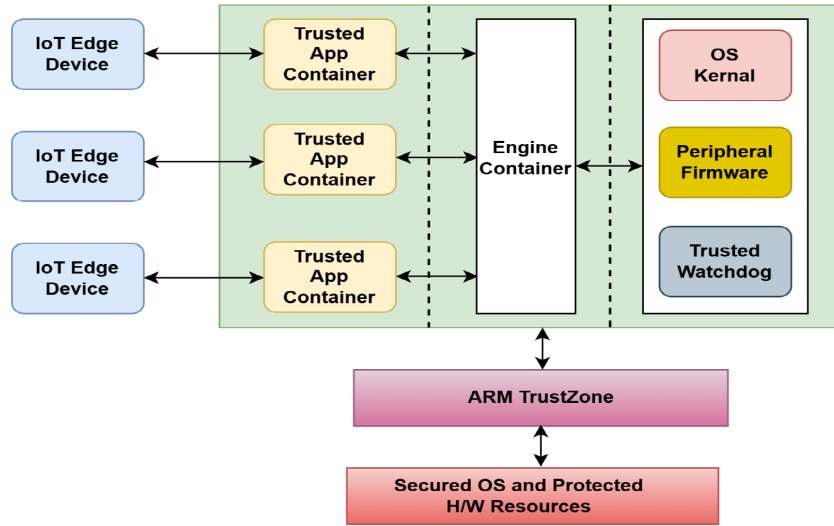 IoT Edge
Device
Trusted
App
Container
OS
Kernal
IoT Edge
Device
Trusted
App
Container
Engine
Container
Peripheral
Firmware
IoT Edge
Device
Trusted
App
Container
Trusted
Watchdog
ARM TrustZone
Secured OS and Protected
H/W Resources